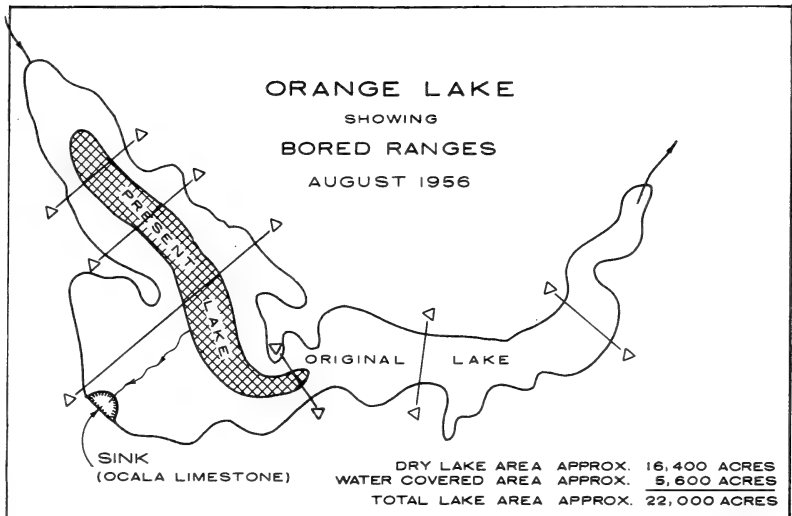 ORANGE LAKE
SHOWING
BORED RANGES
AUGUST 1956
PRESENT LAKE
ORIGINAL LAKE
SINK
(OCALA LIMESTONE)
DRY LAKE AREA APPROX. 16,400 ACRES
WATER COVERED AREA APPROX. 5,600 ACRES
TOTAL LAKE AREA APPROX. 22,000 ACRES